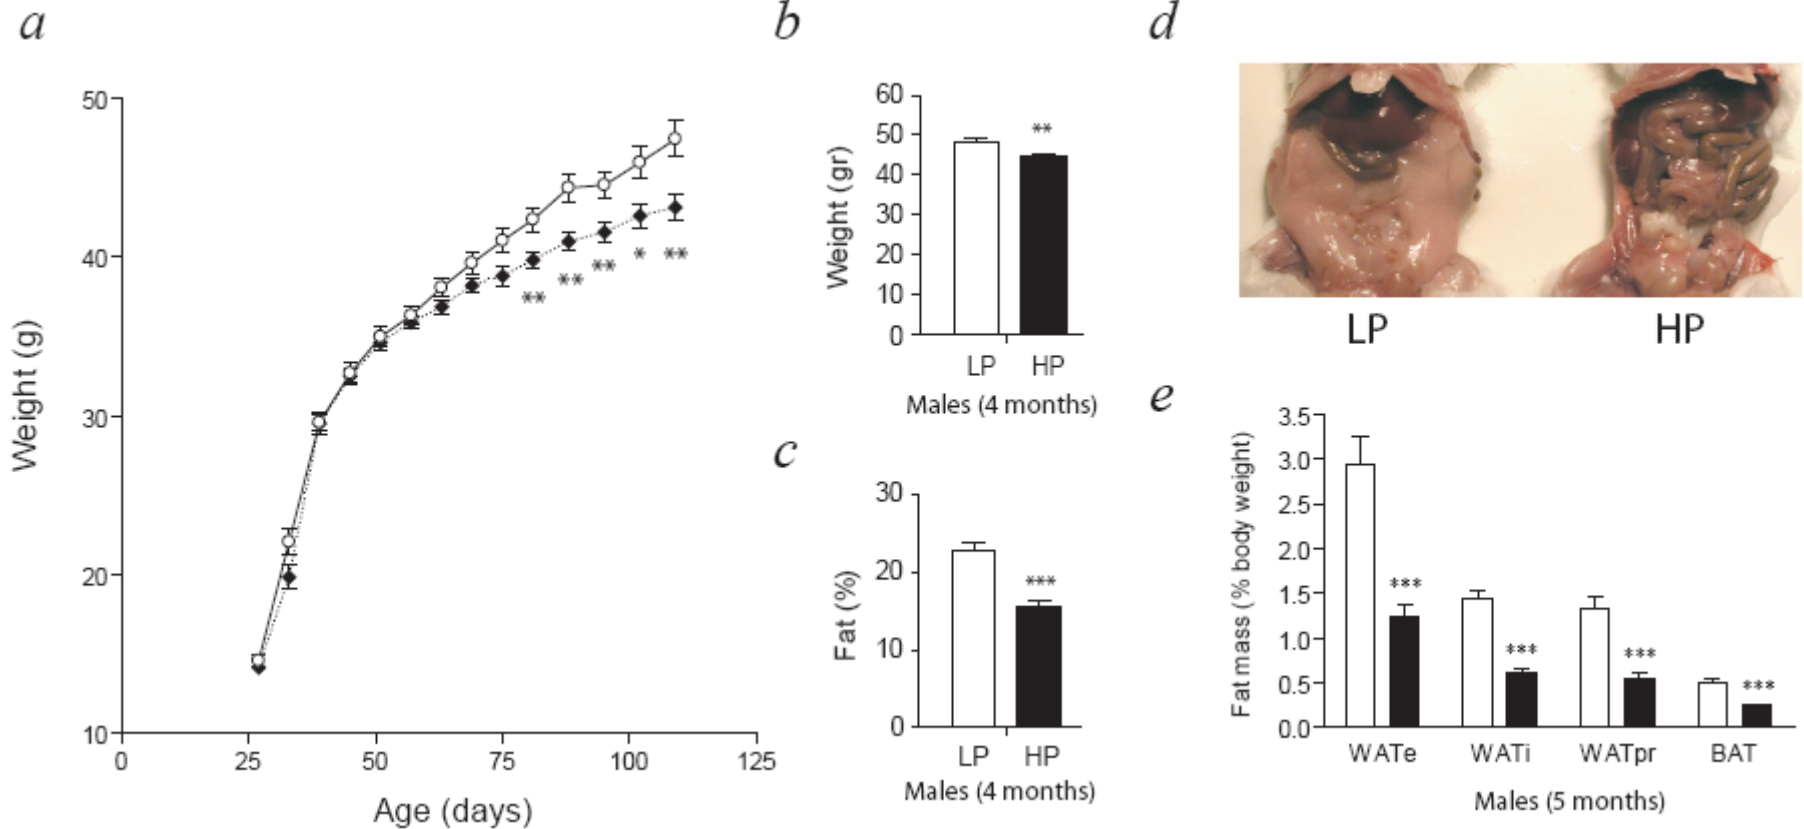 a
50
40
30
20
10
Weight (g)
** ** ** * **
0 25 50 75 100 125
Age (days)
b
60
50
40
30
20
10
0
Weight (gr)
**
LP HP
Males (4 months)
c
30
20
10
0
Fat (%)
***
LP HP
Males (4 months)
d
LP HP
e
3.5
3.0
2.5
2.0
1.5
1.0
0.5
0.0
Fat mass (% body weight)
*** *** *** ***
WATe WATi WATpr BAT
Males (5 months)